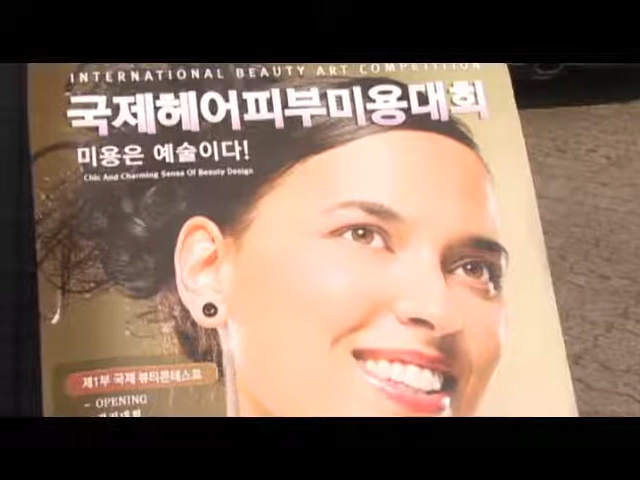 INTERNATIONAL BEAUTY ART COMPETITION
국제헤어피부미용대회
미용은 예술이다!
Chic And Charming Sense Of Beauty Design
제1부 국제 뷰티콘테스트
- OPENING